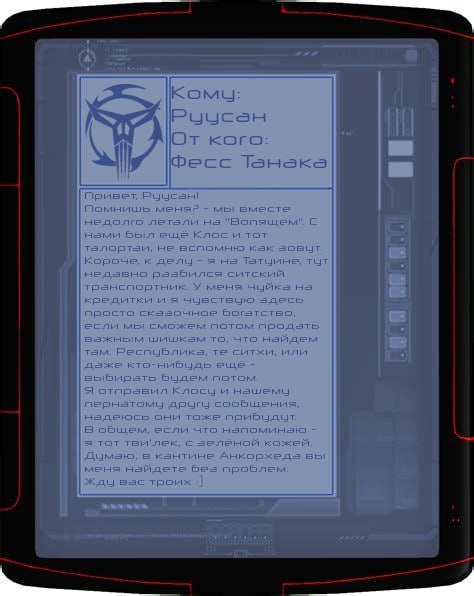 Кому:
Руусан
От кого:
Фесс Танака
Привет, Руусан!
Помнишь меня? - мы вместе
недолго летали на "Вопящем". С
нами был ещё Клос и тот
талортаи, не вспомню как зовут.
Короче, к делу - я на Татуине, тут
недавно разбился ситский
транспортник. У меня чуйка на
кредитки и я чувствую здесь
просто сказочное богатство,
если мы сможем потом продать
важным шишкам то, что найдем
там. Республика, те ситхи, или
даже кто-нибудь ещё -
выбирать будем потом.
Я отправил Клосу и нашему
пернатому другу сообщения,
надеюсь они тоже прибудут.
В общем, если что напоминаю -
я тот тви'лек, с зелёной кожей.
Думаю, в кантине Анкорхеда вы
меня найдете без проблем.
Жду вас троих :]